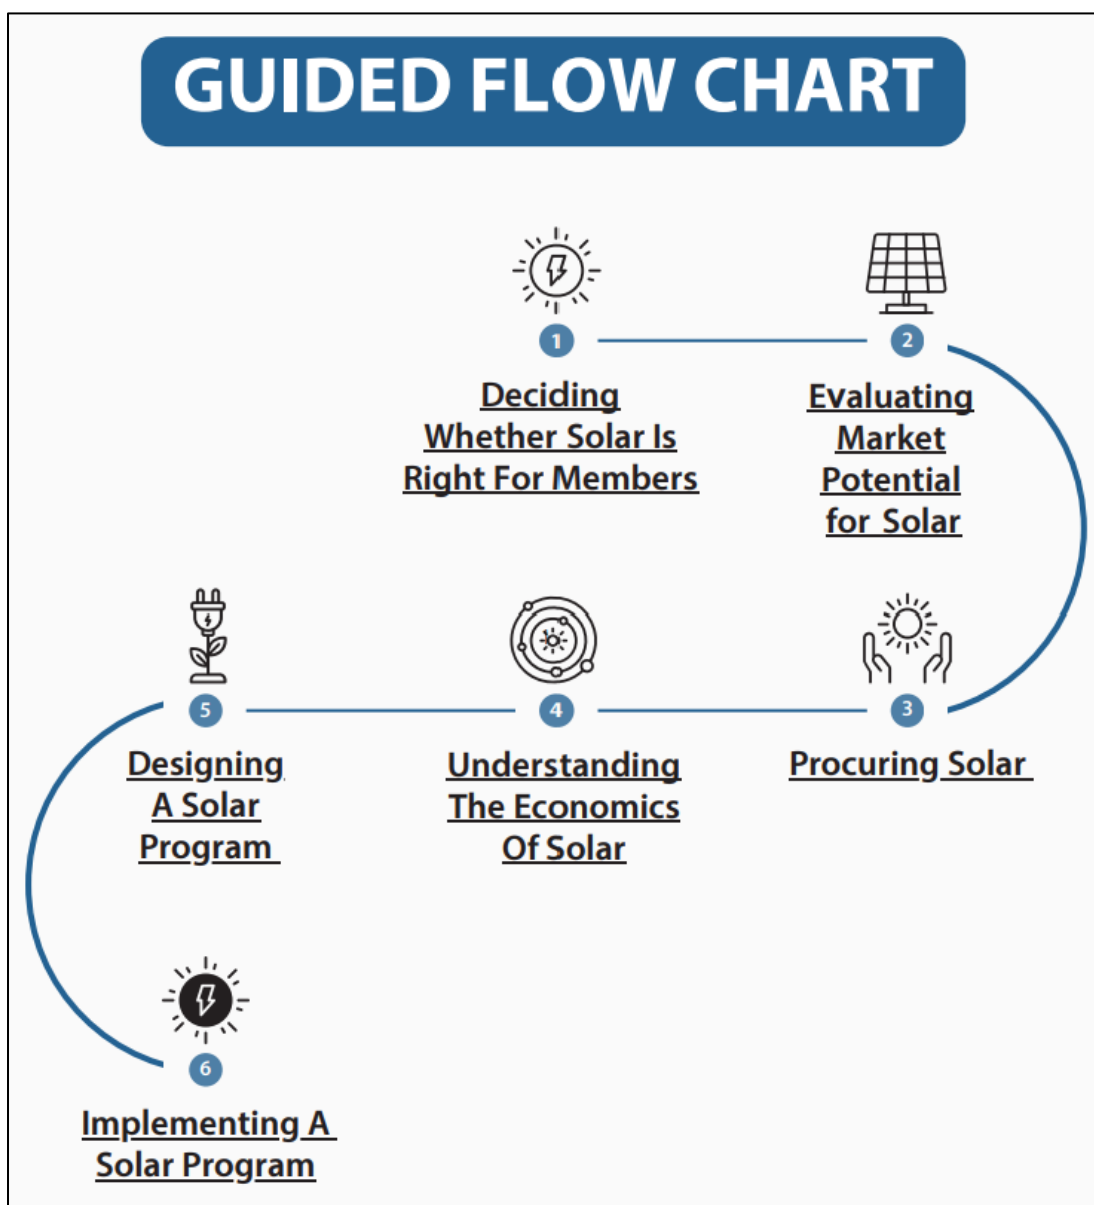 GUIDED FLOW CHART
1
Deciding
Whether Solar Is
Right For Members
2
Evaluating
Market
Potential
for Solar
3
Procuring Solar
4
Understanding
The Economics
Of Solar
5
Designing
A Solar
Program
6
Implementing A
Solar Program